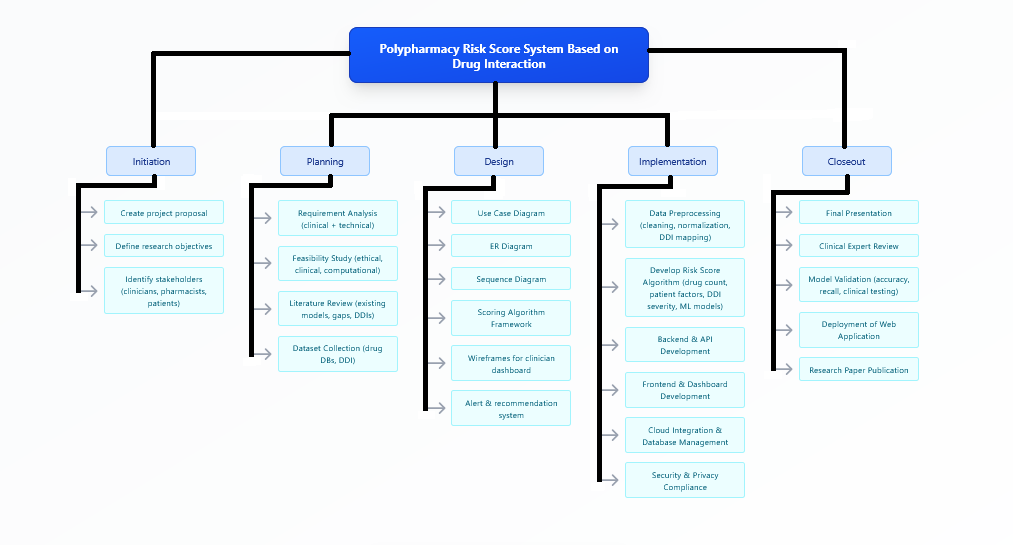 Polypharmacy Risk Score System Based on
Drug Interaction
Initiation
Planning
Design
Implementation
Closeout
Create project proposal
Define research objectives
Identify stakeholders
(clinicians, pharmacists,
patients)
Requirement Analysis
(clinical + technical)
Feasibility Study (ethical,
clinical, computational)
Literature Review (existing
models, gaps, DDIs)
Dataset Collection (drug
DBs, DDI)
Use Case Diagram
ER Diagram
Sequence Diagram
Scoring Algorithm
Framework
Wireframes for clinician
dashboard
Alert & recommendation
system
Data Preprocessing
(cleaning, normalization,
DDI mapping)
Develop Risk Score
Algorithm (drug count,
patient factors, DDI
severity, ML models)
Backend & API
Development
Frontend & Dashboard
Development
Cloud Integration &
Database Management
Security & Privacy
Compliance
Final Presentation
Clinical Expert Review
Model Validation (accuracy,
recall, clinical testing)
Deployment of Web
Application
Research Paper Publication